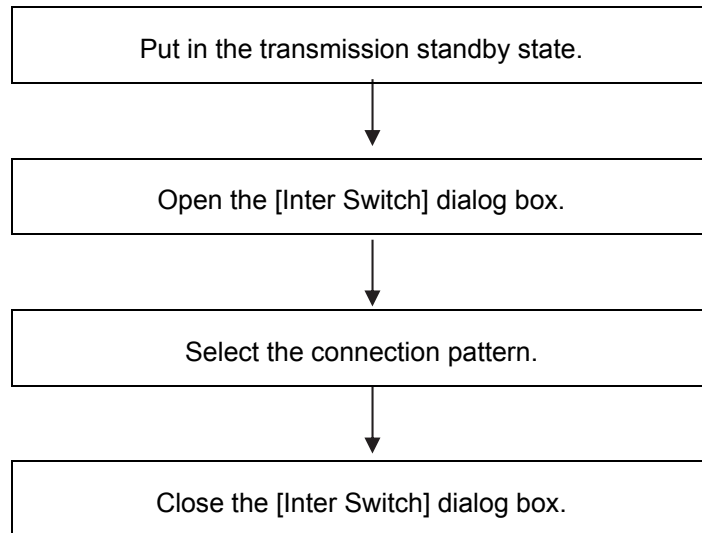 Put in the transmission standby state.
Open the [Inter Switch] dialog box.
Select the connection pattern.
Close the [Inter Switch] dialog box.